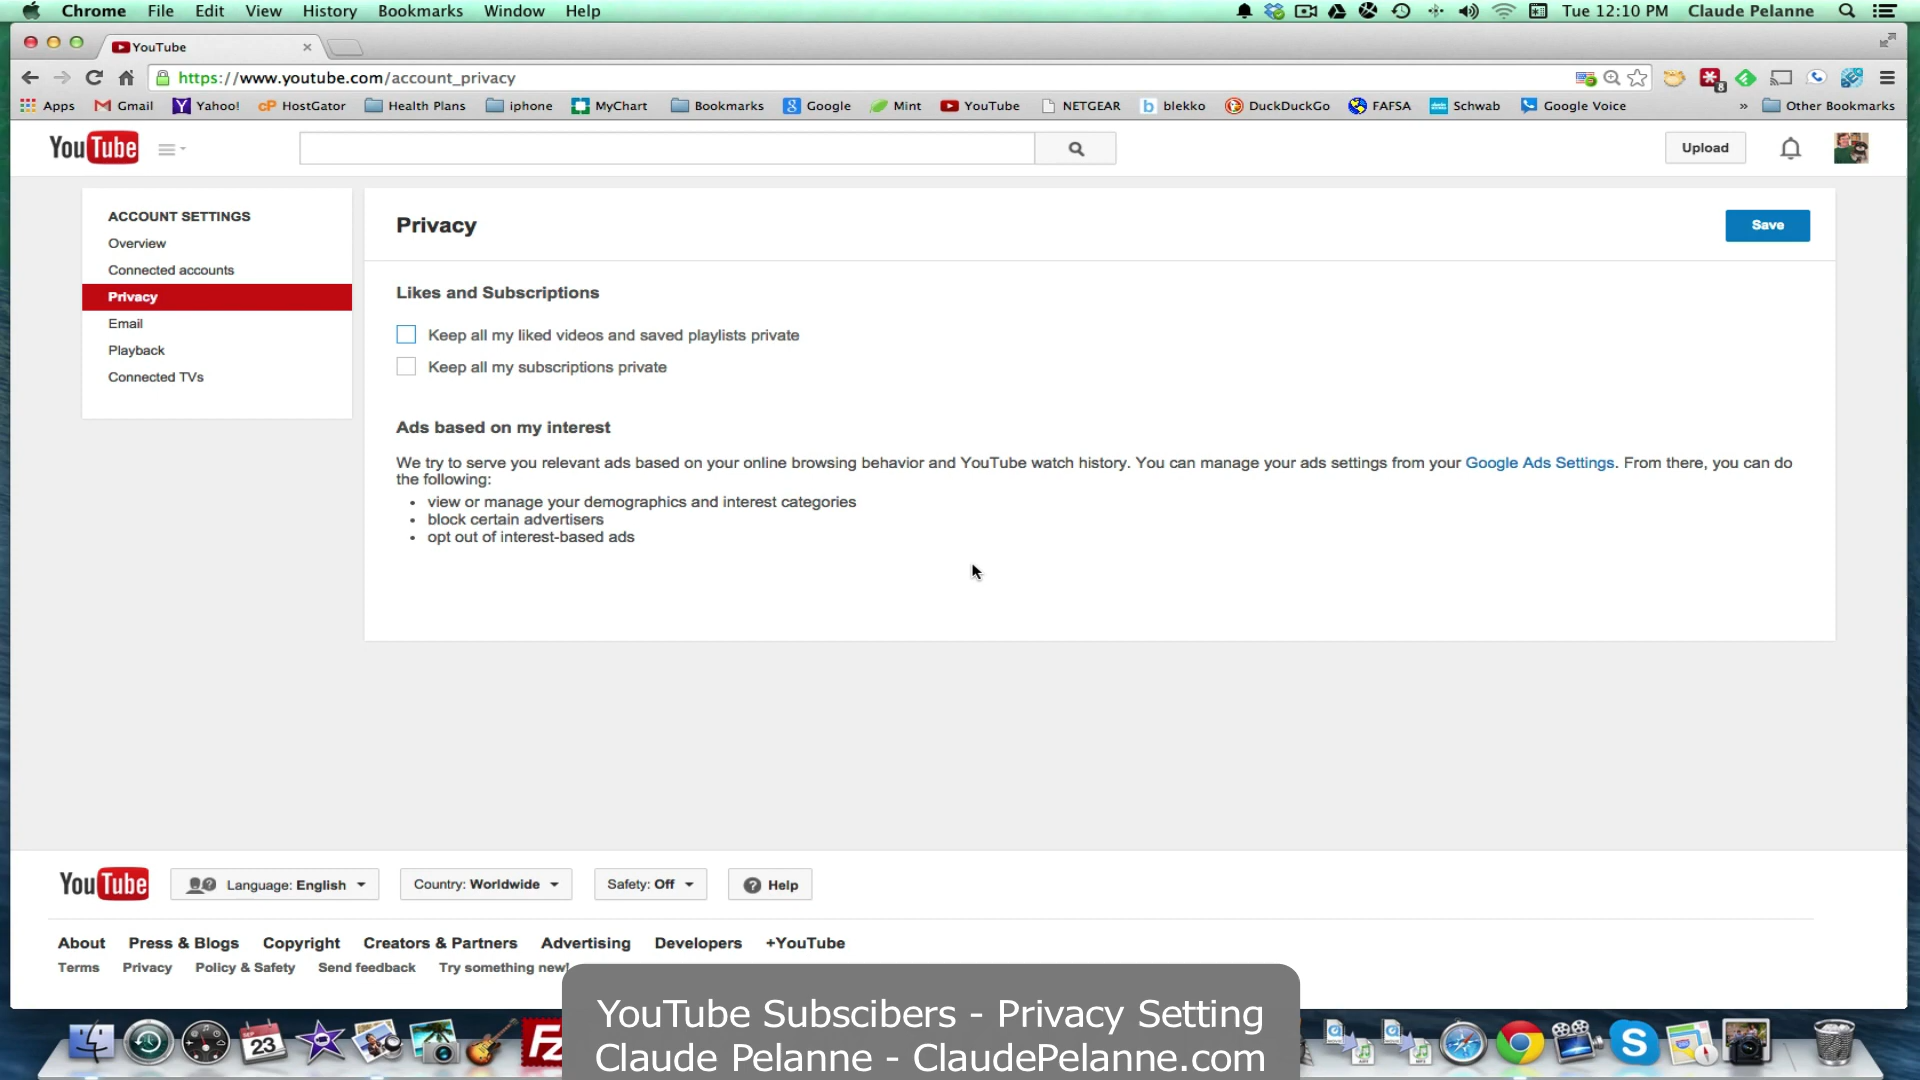 Chrome File Edit View History Bookmarks Window Help Tue 12:10 PM Claude Pelanne
YouTube
https://www.youtube.com/account_privacy
8
Apps Gmail Yahoo! cP HostGator Health Plans iphone MyChart Bookmarks Google Mint YouTube NETGEAR blekko DuckDuckGo FAFSA Schwab Google Voice » Other Bookmarks
YouTube
Upload
ACCOUNT SETTINGS
Overview
Connected accounts
Privacy
Email
Playback
Connected TVs
Privacy
Save
Likes and Subscriptions
Keep all my liked videos and saved playlists private
Keep all my subscriptions private
Ads based on my interest
We try to serve you relevant ads based on your online browsing behavior and YouTube watch history. You can manage your ads settings from your Google Ads Settings. From there, you can do
the following:
• view or manage your demographics and interest categories
• block certain advertisers
• opt out of interest-based ads
YouTube Language: English Country: Worldwide Safety: Off Help
About Press & Blogs Copyright Creators & Partners Advertising Developers +YouTube
Terms Privacy Policy & Safety Send feedback Try something new!
YouTube Subscibers - Privacy Setting
Claude Pelanne - ClaudePelanne.com
23
FZ
S